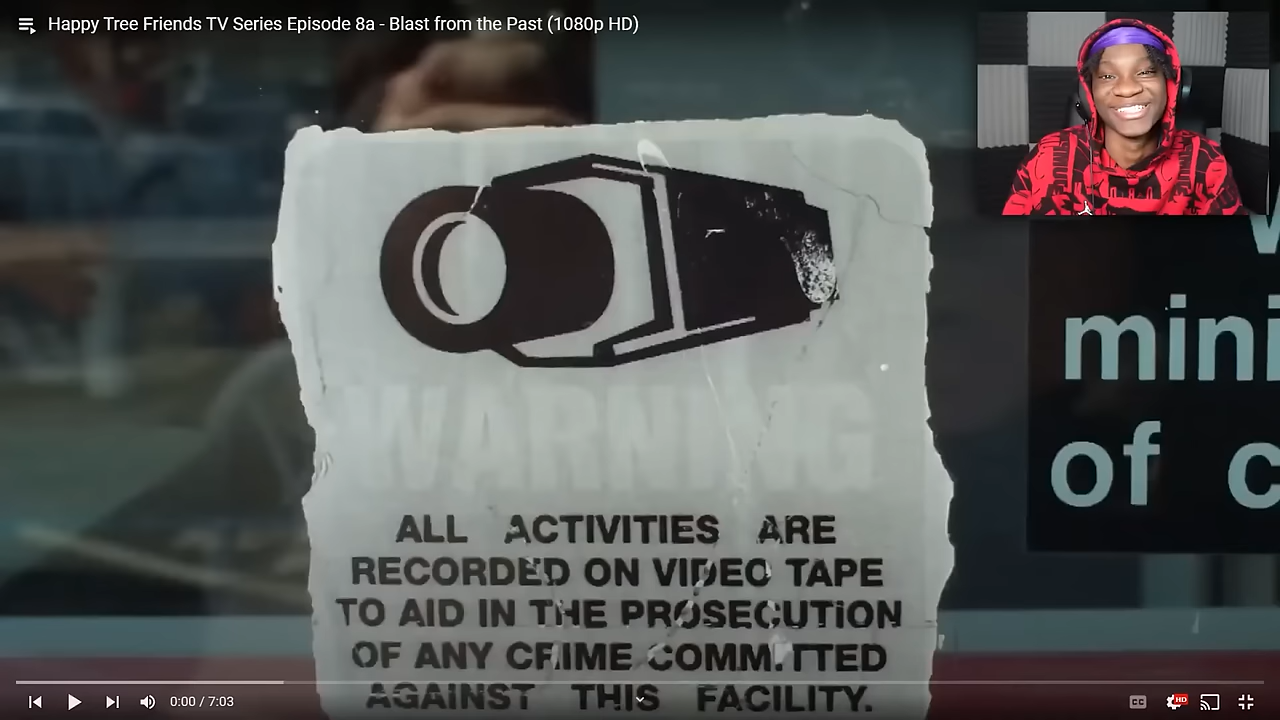 Happy Tree Friends TV Series Episode 8a - Blast from the Past (1080p HD)
mini
of c
WARNING
ALL ACTIVITIES ARE
RECORDED ON VIDEO TAPE
TO AID IN THE PROSECUTION
OF ANY CRIME COMMITTED
AGAINST THIS FACILITY.
0:00 / 7:03
CC
HD